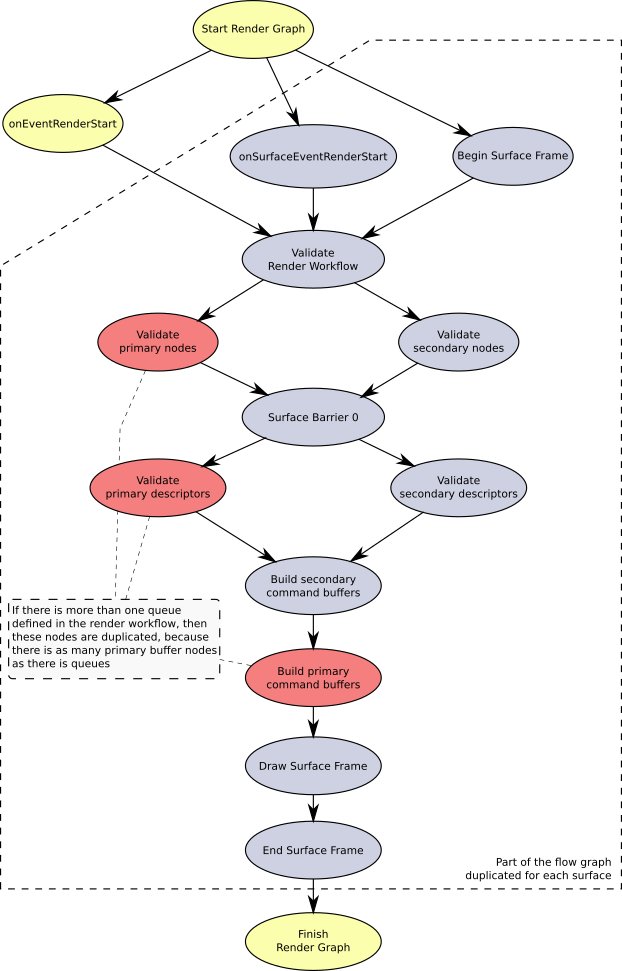 Start Render Graph
onEventRenderStart
onSurfaceEventRenderStart
Begin Surface Frame
Validate
Render Workflow
Validate
primary nodes
Validate
secondary nodes
Surface Barrier 0
Validate
primary descriptors
Validate
secondary descriptors
Build secondary
command buffers
If there is more than one queue
defined in the render workflow, then
these nodes are duplicated, because
there is as many primary buffer nodes
as there is queues
Build primary
command buffers
Draw Surface Frame
End Surface Frame
Part of the flow graph
duplicated for each surface
Finish
Render Graph